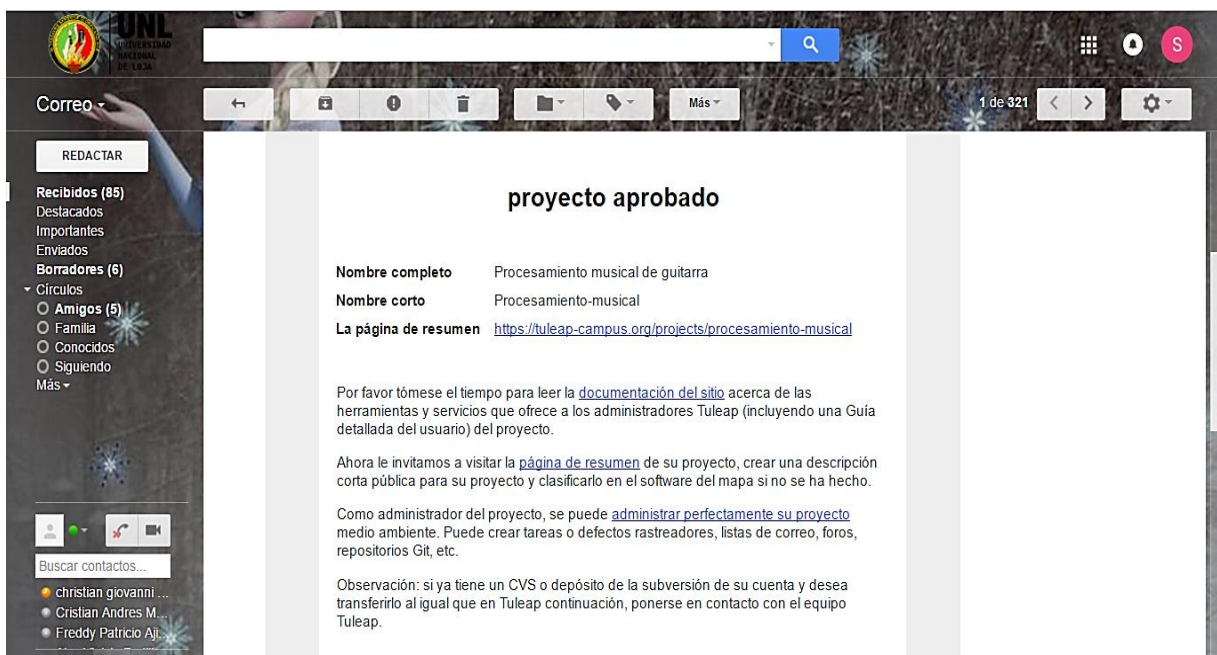 UNL
UNIVERSIDAD
NACIONAL
DE LOJA
S
Correo
Más
1 de 321
REDACTAR
Recibidos (85)
Destacados
Importantes
Enviados
Borradores (6)
Círculos
Amigos (5)
Familia
Conocidos
Siguiendo
Más
Buscar contactos...
christian giovanni ...
Cristian Andres M...
Freddy Patricio Aji...
proyecto aprobado
Nombre completo Procesamiento musical de guitarra
Nombre corto Procesamiento-musical
La página de resumen https://tuleap-campus.org/projects/procesamiento-musical
Por favor tómese el tiempo para leer la documentación del sitio acerca de las
herramientas y servicios que ofrece a los administradores Tuleap (incluyendo una Guía
detallada del usuario) del proyecto.
Ahora le invitamos a visitar la página de resumen de su proyecto, crear una descripción
corta pública para su proyecto y clasificarlo en el software del mapa si no se ha hecho.
Como administrador del proyecto, se puede administrar perfectamente su proyecto
medio ambiente. Puede crear tareas o defectos rastreadores, listas de correo, foros,
repositorios Git, etc.
Observación: si ya tiene un CVS o depósito de la subversión de su cuenta y desea
transferirlo al igual que en Tuleap continuación, ponerse en contacto con el equipo
Tuleap.